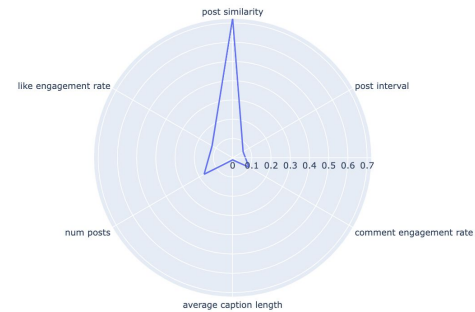 post similarity
like engagement rate
post interval
0 0.1 0.2 0.3 0.4 0.5 0.6 0.7
num posts
comment engagement rate
average caption length